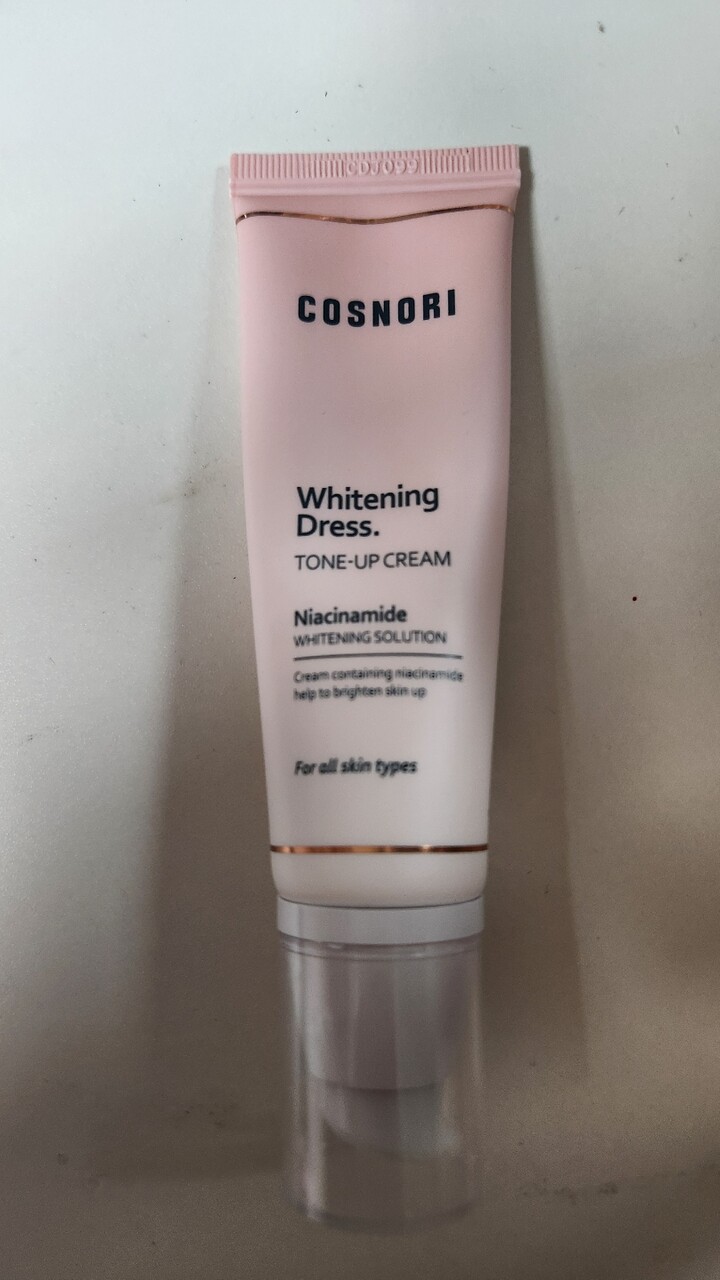 CDJ099
COSNORI
Whitening
Dress.
TONE-UP CREAM
Niacinamide
WHITENING SOLUTION
Cream containing niacinamide
help to brighten skin up
For all skin types